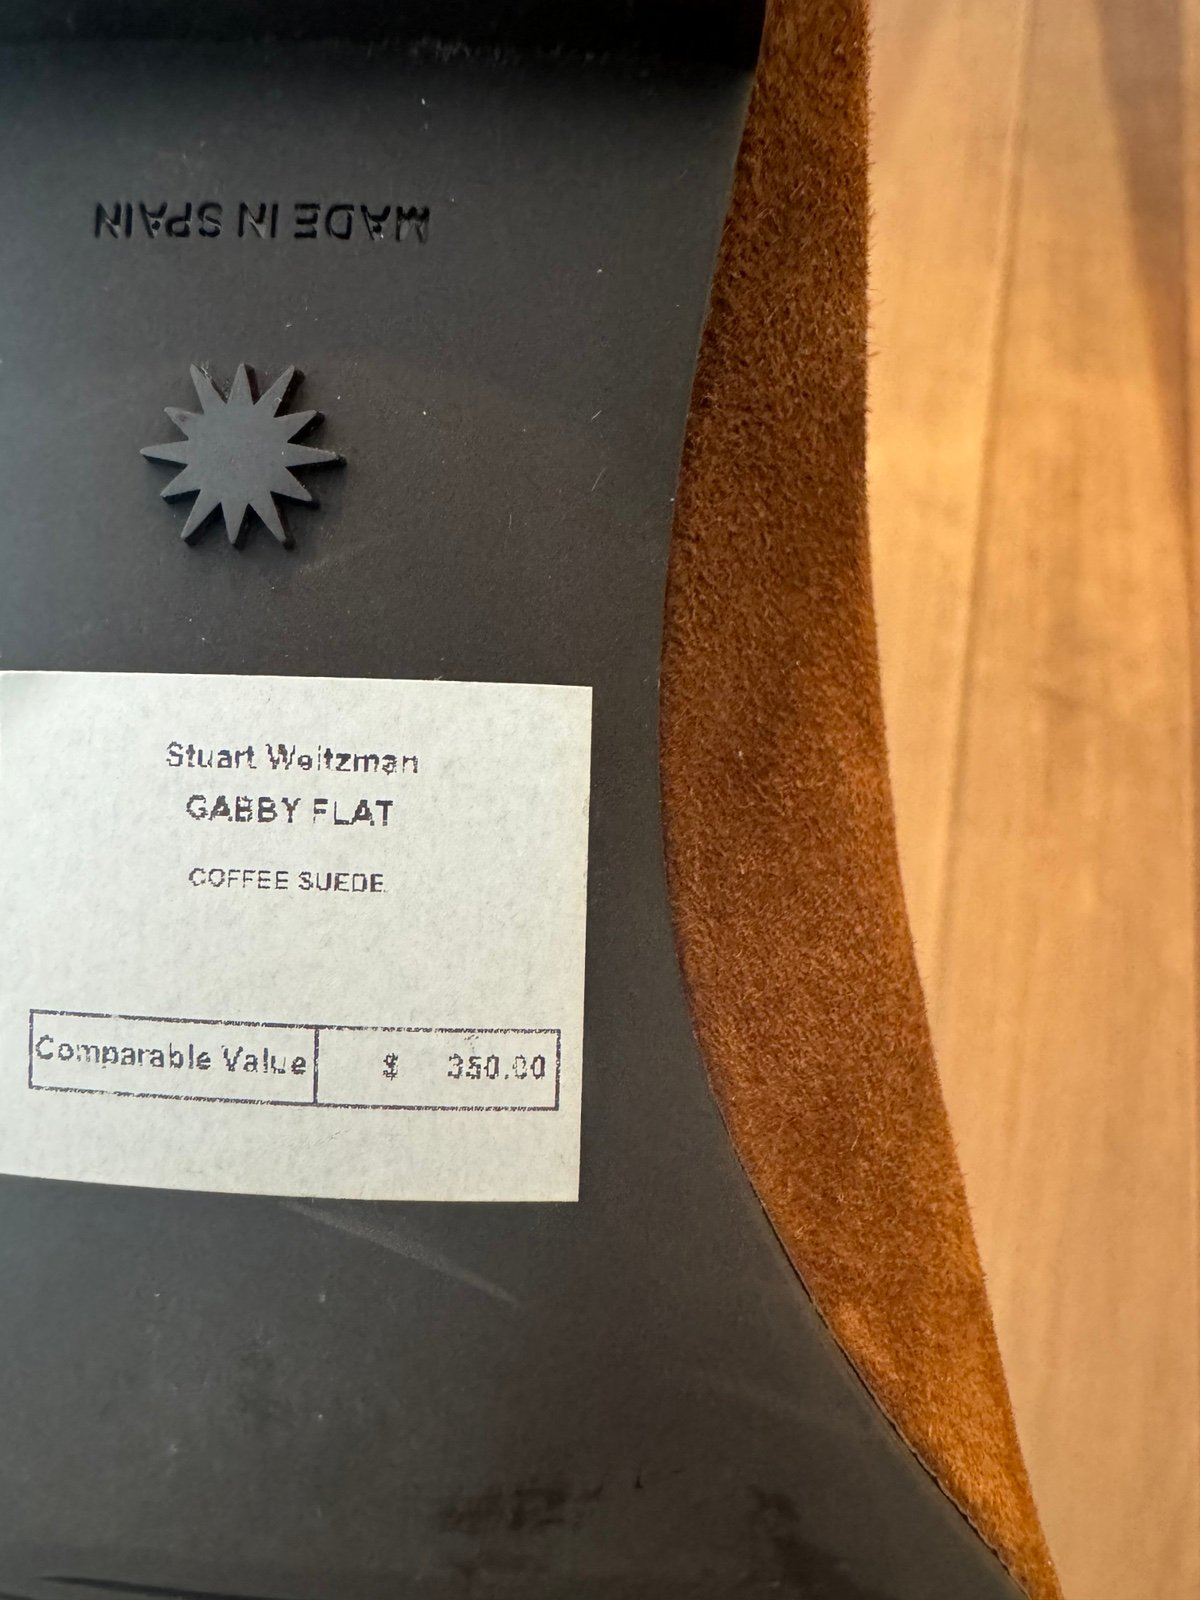 MADE IN SPAIN
Stuart Weitzman
GABBY FLAT
COFFEE SUEDE
Comparable Value $ 350.00